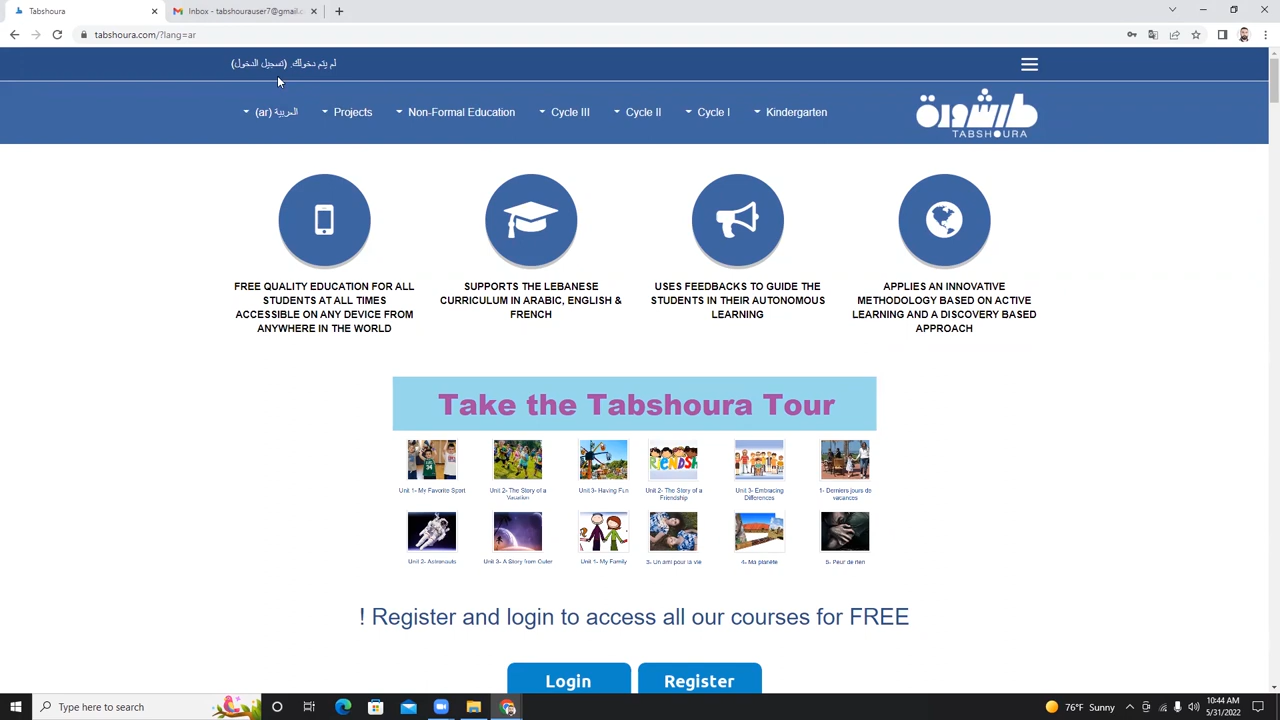 Tabshoura
Inbox - tabshourauser7@gmail.c
tabshoura.com/?lang=ar
لم يتم دخولك. (تسجيل الدخول)
العربية ‎(ar)‎
Projects
Non-Formal Education
Cycle III
Cycle II
Cycle I
Kindergarten
طبشورة
TABSHOURA
FREE QUALITY EDUCATION FOR ALL
STUDENTS AT ALL TIMES
ACCESSIBLE ON ANY DEVICE FROM
ANYWHERE IN THE WORLD
SUPPORTS THE LEBANESE
CURRICULUM IN ARABIC, ENGLISH &
FRENCH
USES FEEDBACKS TO GUIDE THE
STUDENTS IN THEIR AUTONOMOUS
LEARNING
APPLIES AN INNOVATIVE
METHODOLOGY BASED ON ACTIVE
LEARNING AND A DISCOVERY BASED
APPROACH
Take the Tabshoura Tour
34
FRIENDSH
Unit 1- My Favorite Sport
Unit 2- The Story of a
Vacation
Unit 3- Having Fun
Unit 2- The Story of a
Friendship
Unit 3- Embracing
Differences
1- Derniers jours de
vacances
Unit 2- Astronauts
Unit 3- A Story from Outer
Unit 1- My Family
3- Un ami pour la vie
4- Ma planète
5- Peur de rien
! Register and login to access all our courses for FREE
Login
Register
Type here to search
76°F Sunny
10:44 AM
5/31/2022